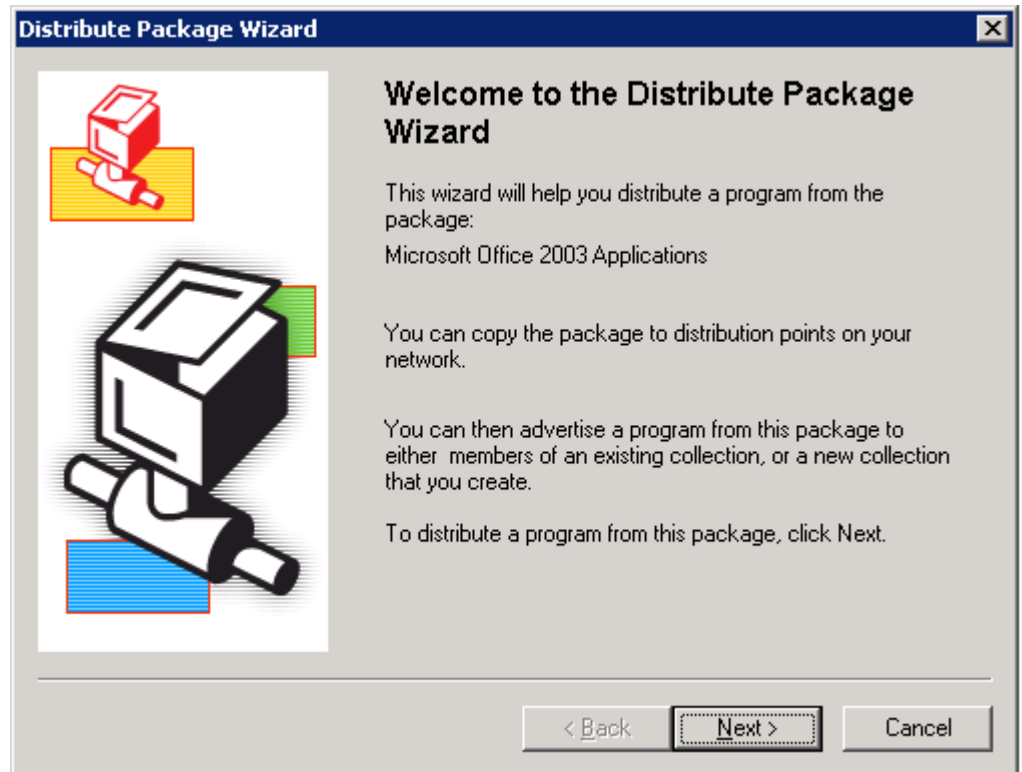 Distribute Package Wizard
Welcome to the Distribute Package
Wizard
This wizard will help you distribute a program from the
package:
Microsoft Office 2003 Applications
You can copy the package to distribution points on your
network.
You can then advertise a program from this package to
either  members of an existing collection, or a new collection
that you create.
To distribute a program from this package, click Next.
< Back
Next >
Cancel